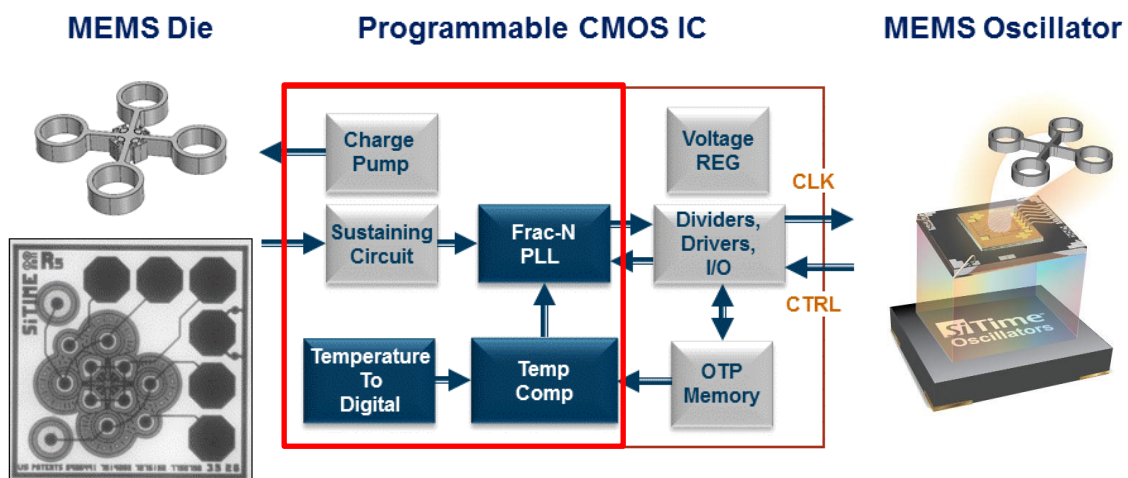 MEMS Die
Programmable CMOS IC
MEMS Oscillator
Charge
Pump
Voltage
REG
CLK
Sustaining
Circuit
Frac-N
PLL
Dividers,
Drivers,
I/O
CTRL
Temperature
To
Digital
Temp
Comp
OTP
Memory
SiTIME
SiTime
Oscillators